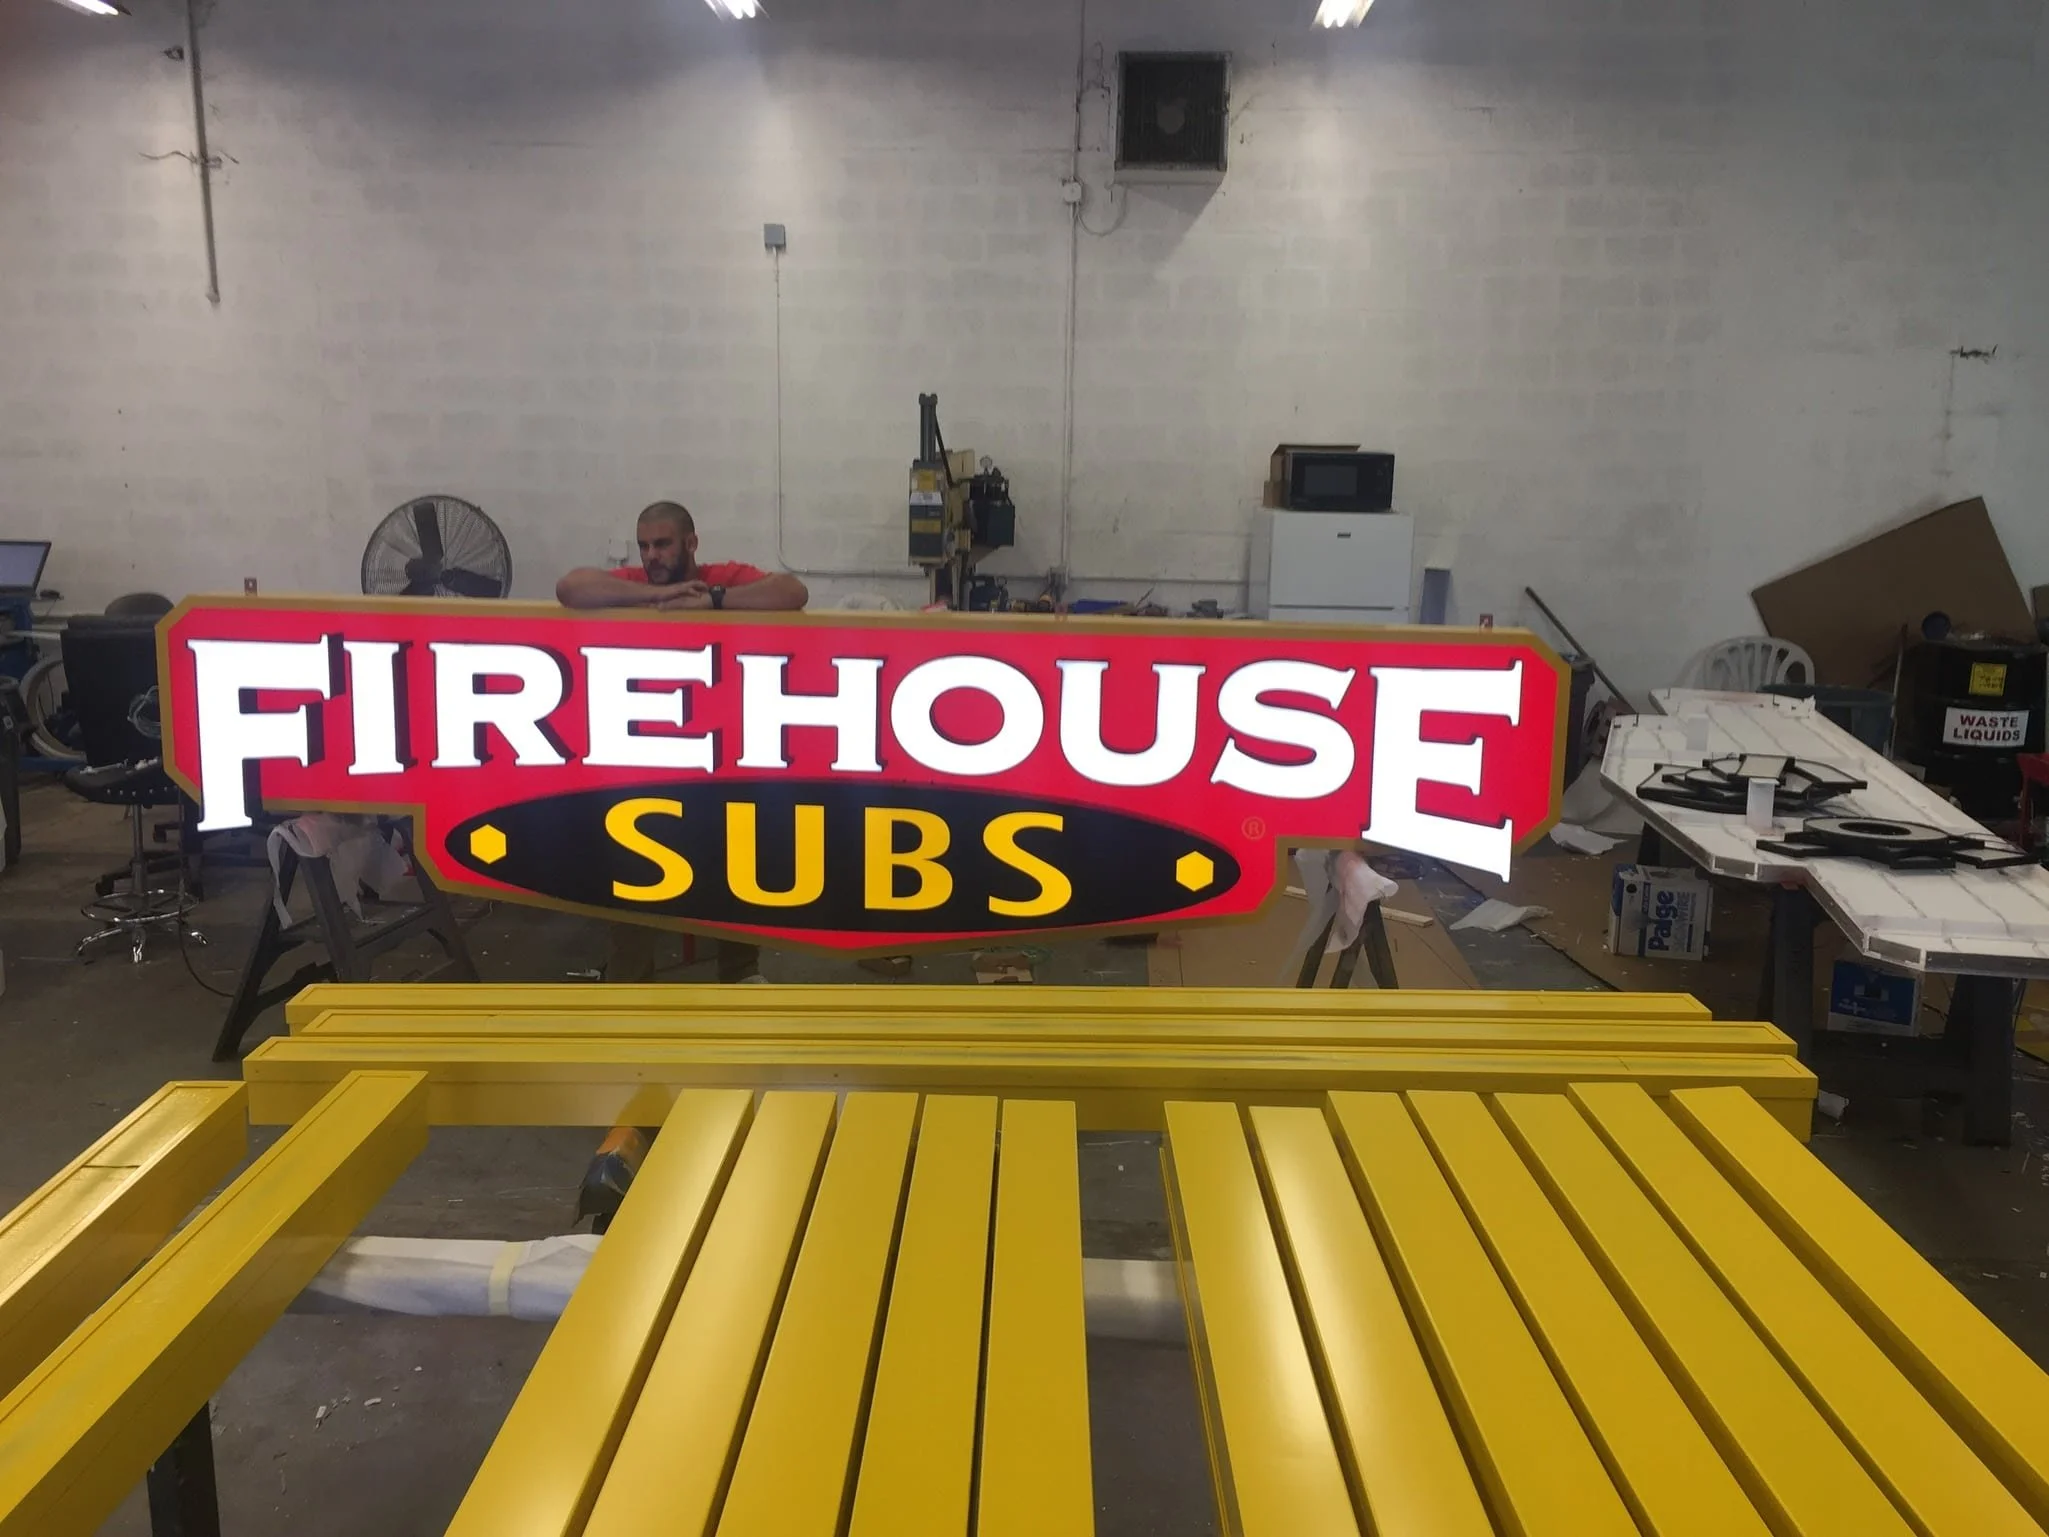 FIREHOUSE
SUBS
®
WASTE
LIQUIDS
Paige